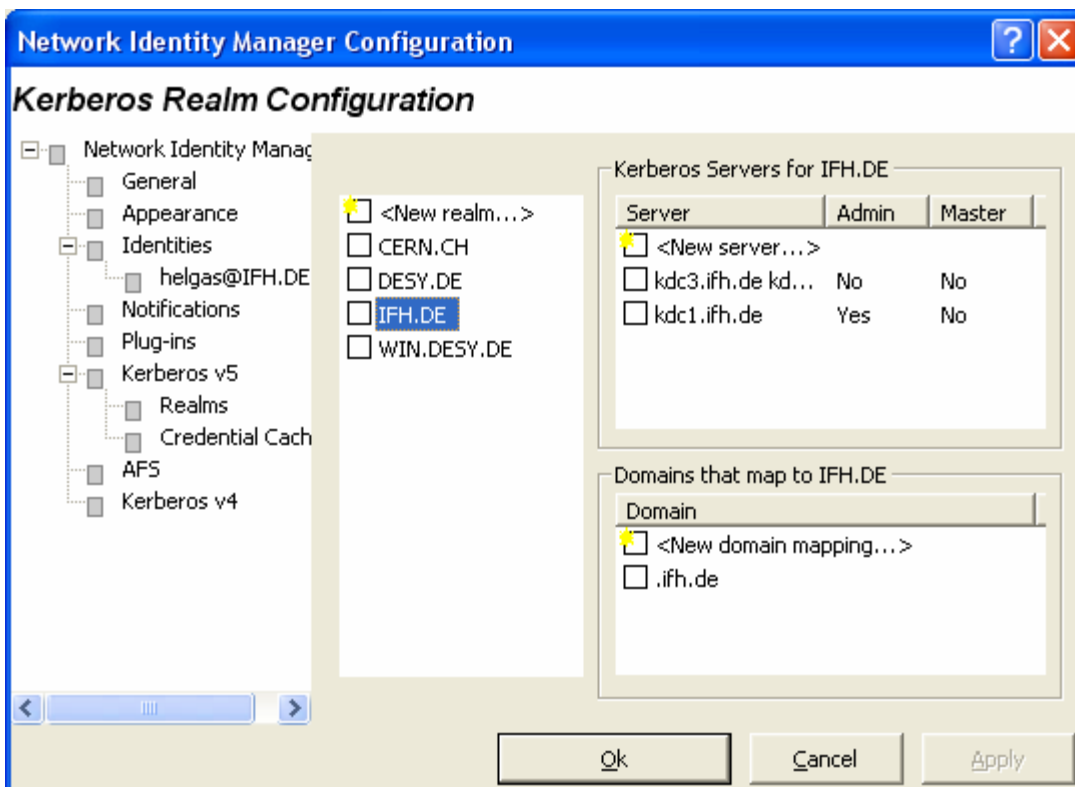 Network Identity Manager Configuration
Kerberos Realm Configuration
Network Identity Manag
General
Appearance
Identities
helgas@IFH.DE
Notifications
Plug-ins
Kerberos v5
Realms
Credential Cach
AFS
Kerberos v4
<New realm...>
CERN.CH
DESY.DE
IFH.DE
WIN.DESY.DE
Kerberos Servers for IFH.DE
Server Admin Master
<New server...>
kdc3.ifh.de kd... No No
kdc1.ifh.de Yes No
Domains that map to IFH.DE
Domain
<New domain mapping...>
.ifh.de
Ok Cancel Apply